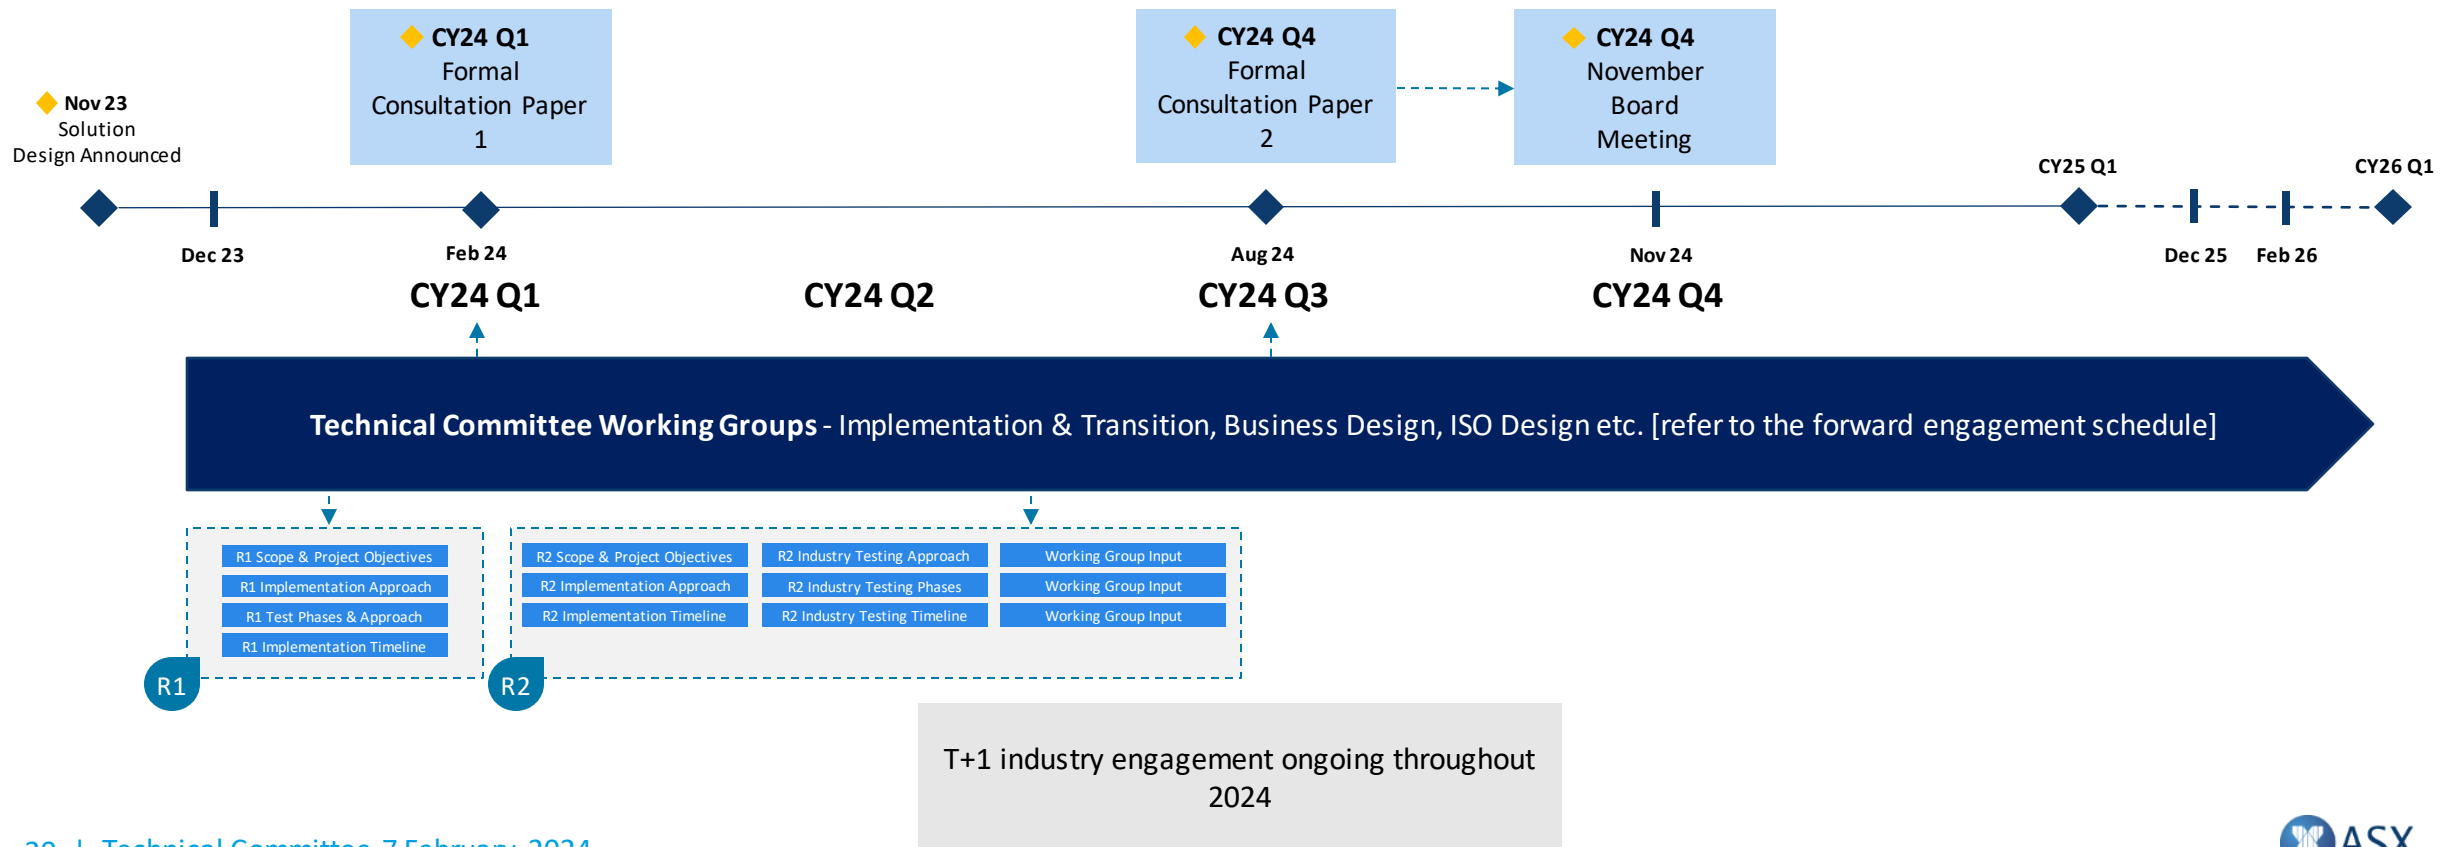 Nov 23
Solution
Design Announced
CY24 Q1
Formal
Consultation Paper
1
CY24 Q4
Formal
Consultation Paper
2
CY24 Q4
November
Board
Meeting
CY25 Q1
CY26 Q1
Dec 23
Feb 24
Aug 24
Nov 24
Dec 25
Feb 26
CY24 Q1
CY24 Q2
CY24 Q3
CY24 Q4
Technical Committee Working Groups - Implementation & Transition, Business Design, ISO Design etc. [refer to the forward engagement schedule]
R1 Scope & Project Objectives
R1 Implementation Approach
R1 Test Phases & Approach
R1 Implementation Timeline
R1
R2 Scope & Project Objectives
R2 Implementation Approach
R2 Implementation Timeline
R2 Industry Testing Approach
R2 Industry Testing Phases
R2 Industry Testing Timeline
Working Group Input
Working Group Input
Working Group Input
R2
T+1 industry engagement ongoing throughout
2024
| Technical Committee 7 February 2024
ASX